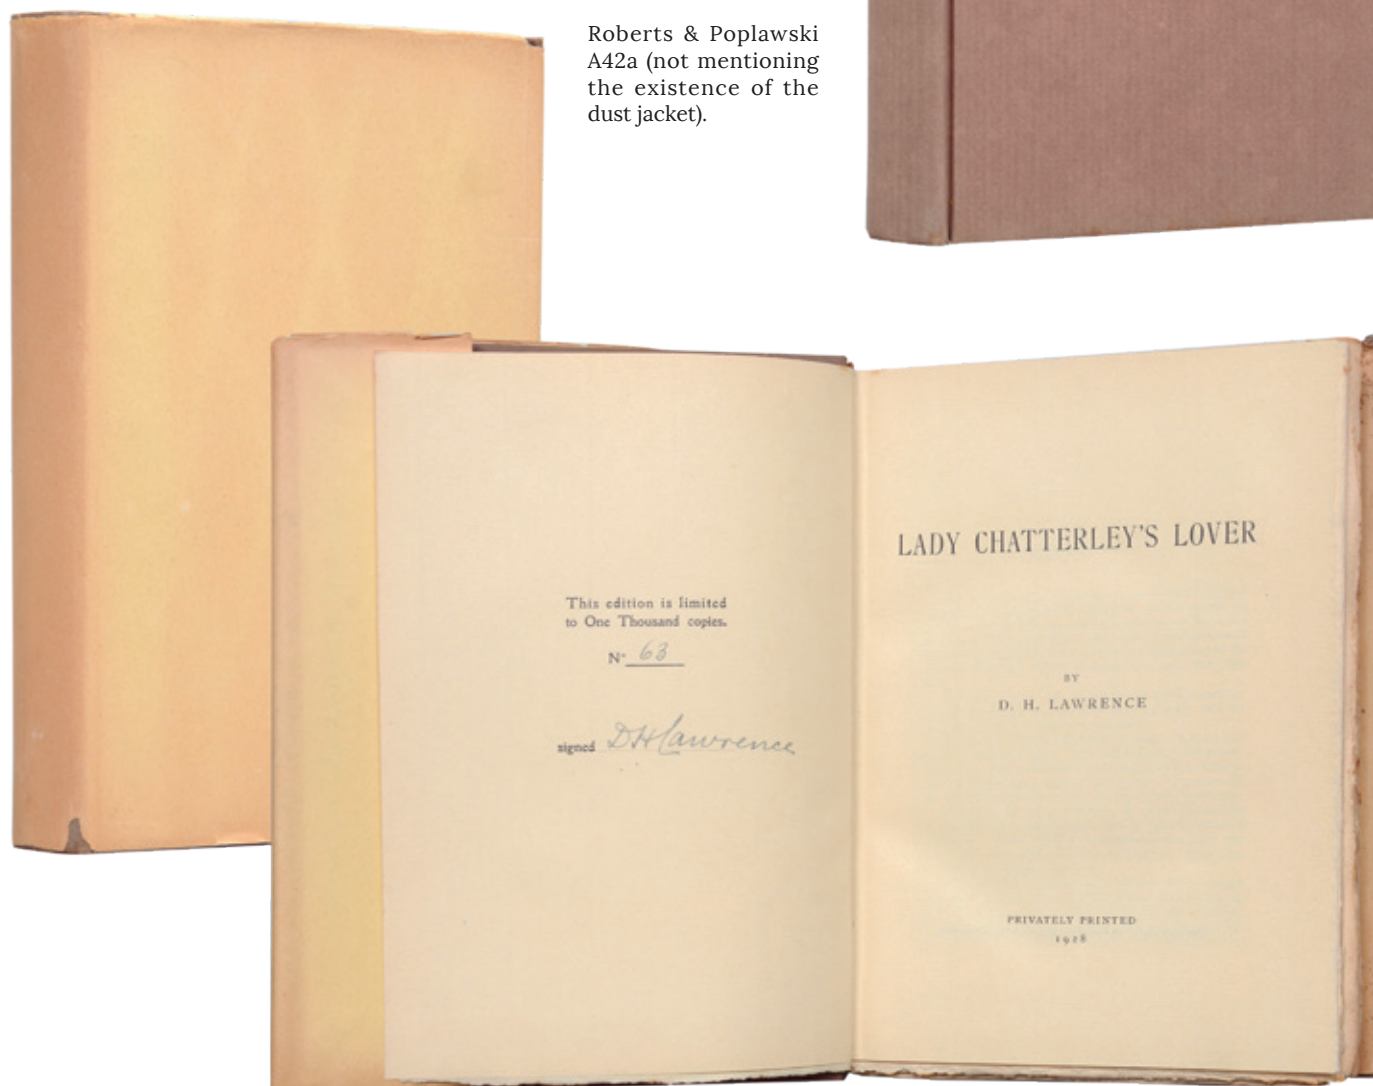 Roberts & Poplawski
A42a (not mentioning
the existence of the
dust jacket).
This edition is limited
to One Thousand copies.
N° 63
signed D H Lawrence
LADY CHATTERLEY'S LOVER
BY
D. H. LAWRENCE
PRIVATELY PRINTED
1928